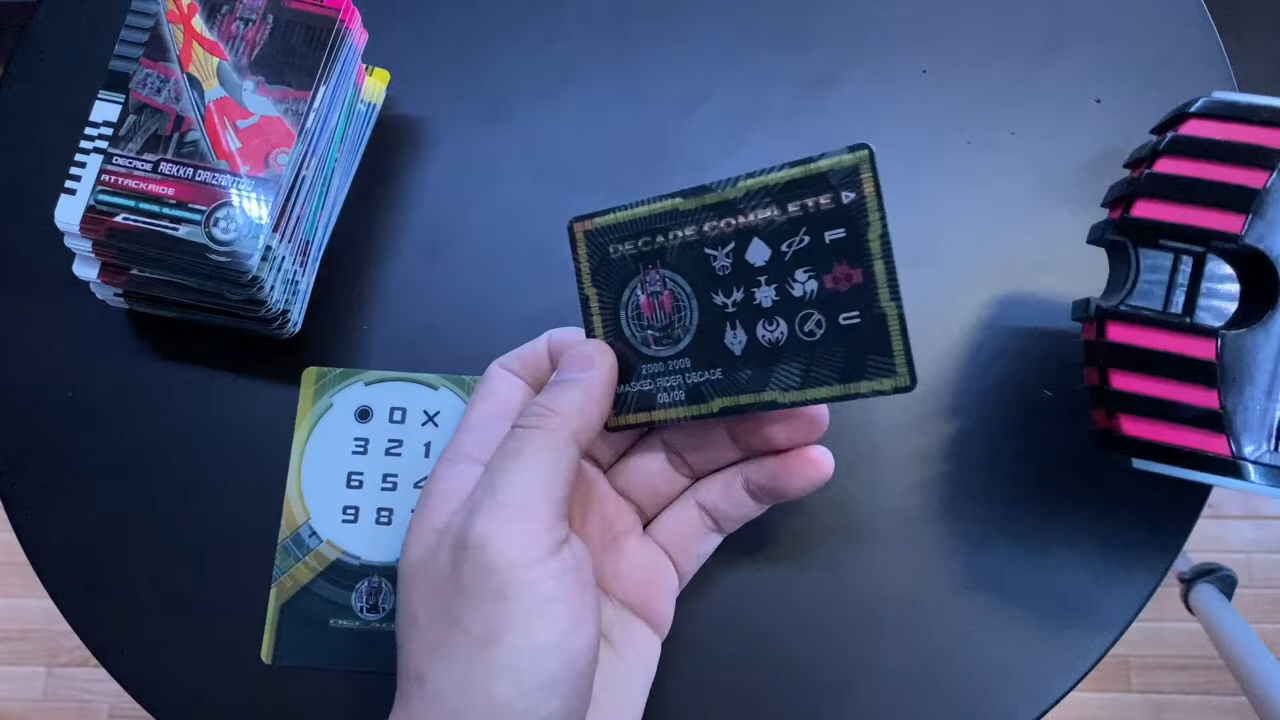 DECADE REKKA DAIZANTOU
ATTACKRIDE
DECADE COMPLETE
F
U
2000 2009
MASKED RIDER DECADE
08/09
0 X
3 2 1
6 5
9 8